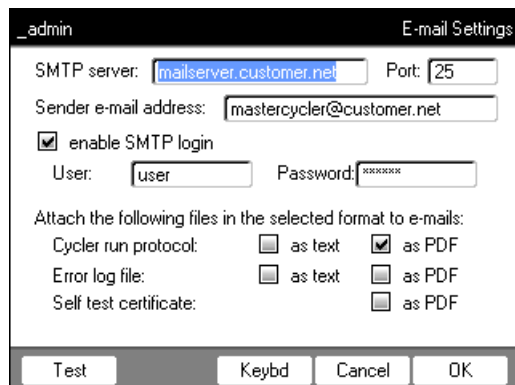 _admin E-mail Settings
SMTP server: mailserver.customer.net Port: 25
Sender e-mail address: mastercycler@customer.net
enable SMTP login
User: user Password: ******
Attach the following files in the selected format to e-mails:
Cycler run protocol: as text as PDF
Error log file: as text as PDF
Self test certificate: as PDF
Test Keybd Cancel OK